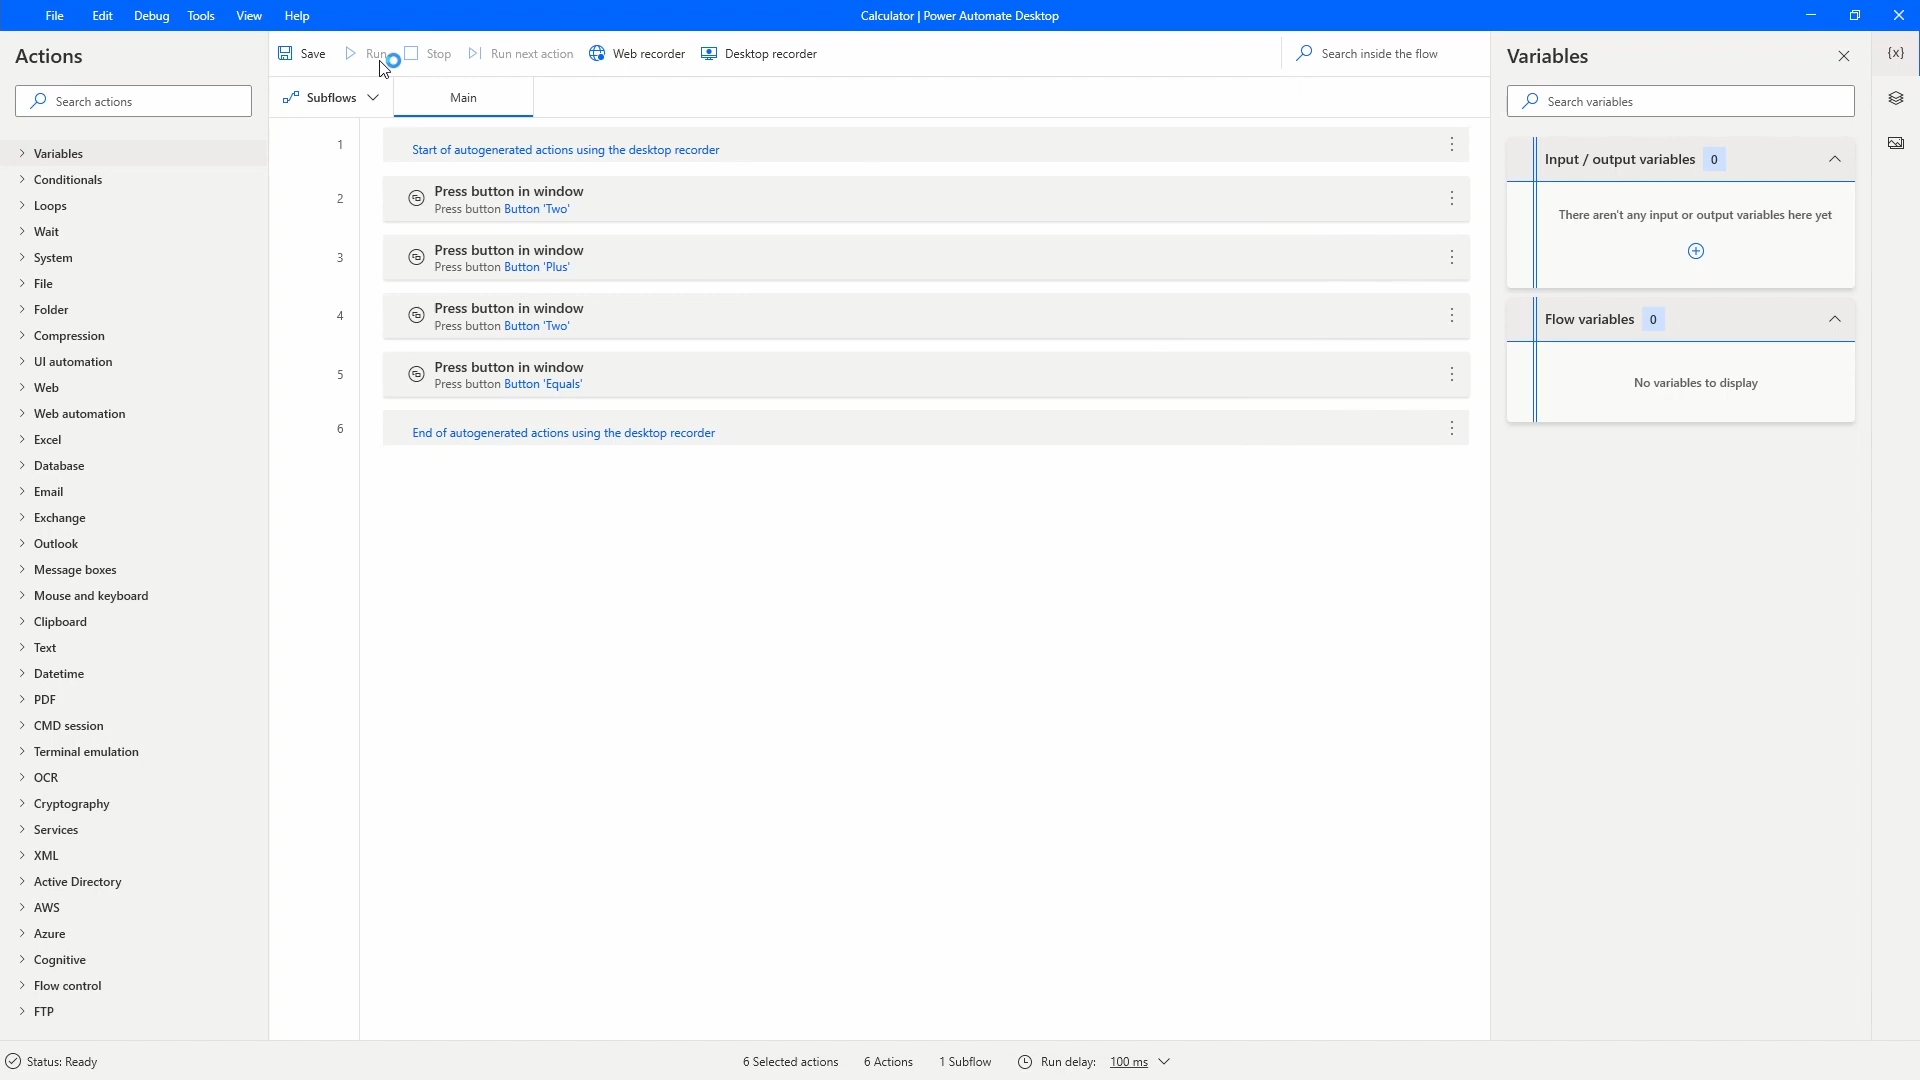 File Edit Debug Tools View Help
Calculator | Power Automate Desktop
Actions
Search actions
Variables
Conditionals
Loops
Wait
System
File
Folder
Compression
UI automation
Web
Web automation
Excel
Database
Email
Exchange
Outlook
Message boxes
Mouse and keyboard
Clipboard
Text
Datetime
PDF
CMD session
Terminal emulation
OCR
Cryptography
Services
XML
Active Directory
AWS
Azure
Cognitive
Flow control
FTP
Save Run Stop Run next action Web recorder Desktop recorder
Search inside the flow
Subflows Main
1 Start of autogenerated actions using the desktop recorder
2 Press button in window
Press button Button 'Two'
3 Press button in window
Press button Button 'Plus'
4 Press button in window
Press button Button 'Two'
5 Press button in window
Press button Button 'Equals'
6 End of autogenerated actions using the desktop recorder
Variables
Search variables
Input / output variables 0
There aren't any input or output variables here yet
Flow variables 0
No variables to display
{x}
Status: Ready
6 Selected actions 6 Actions 1 Subflow Run delay: 100 ms